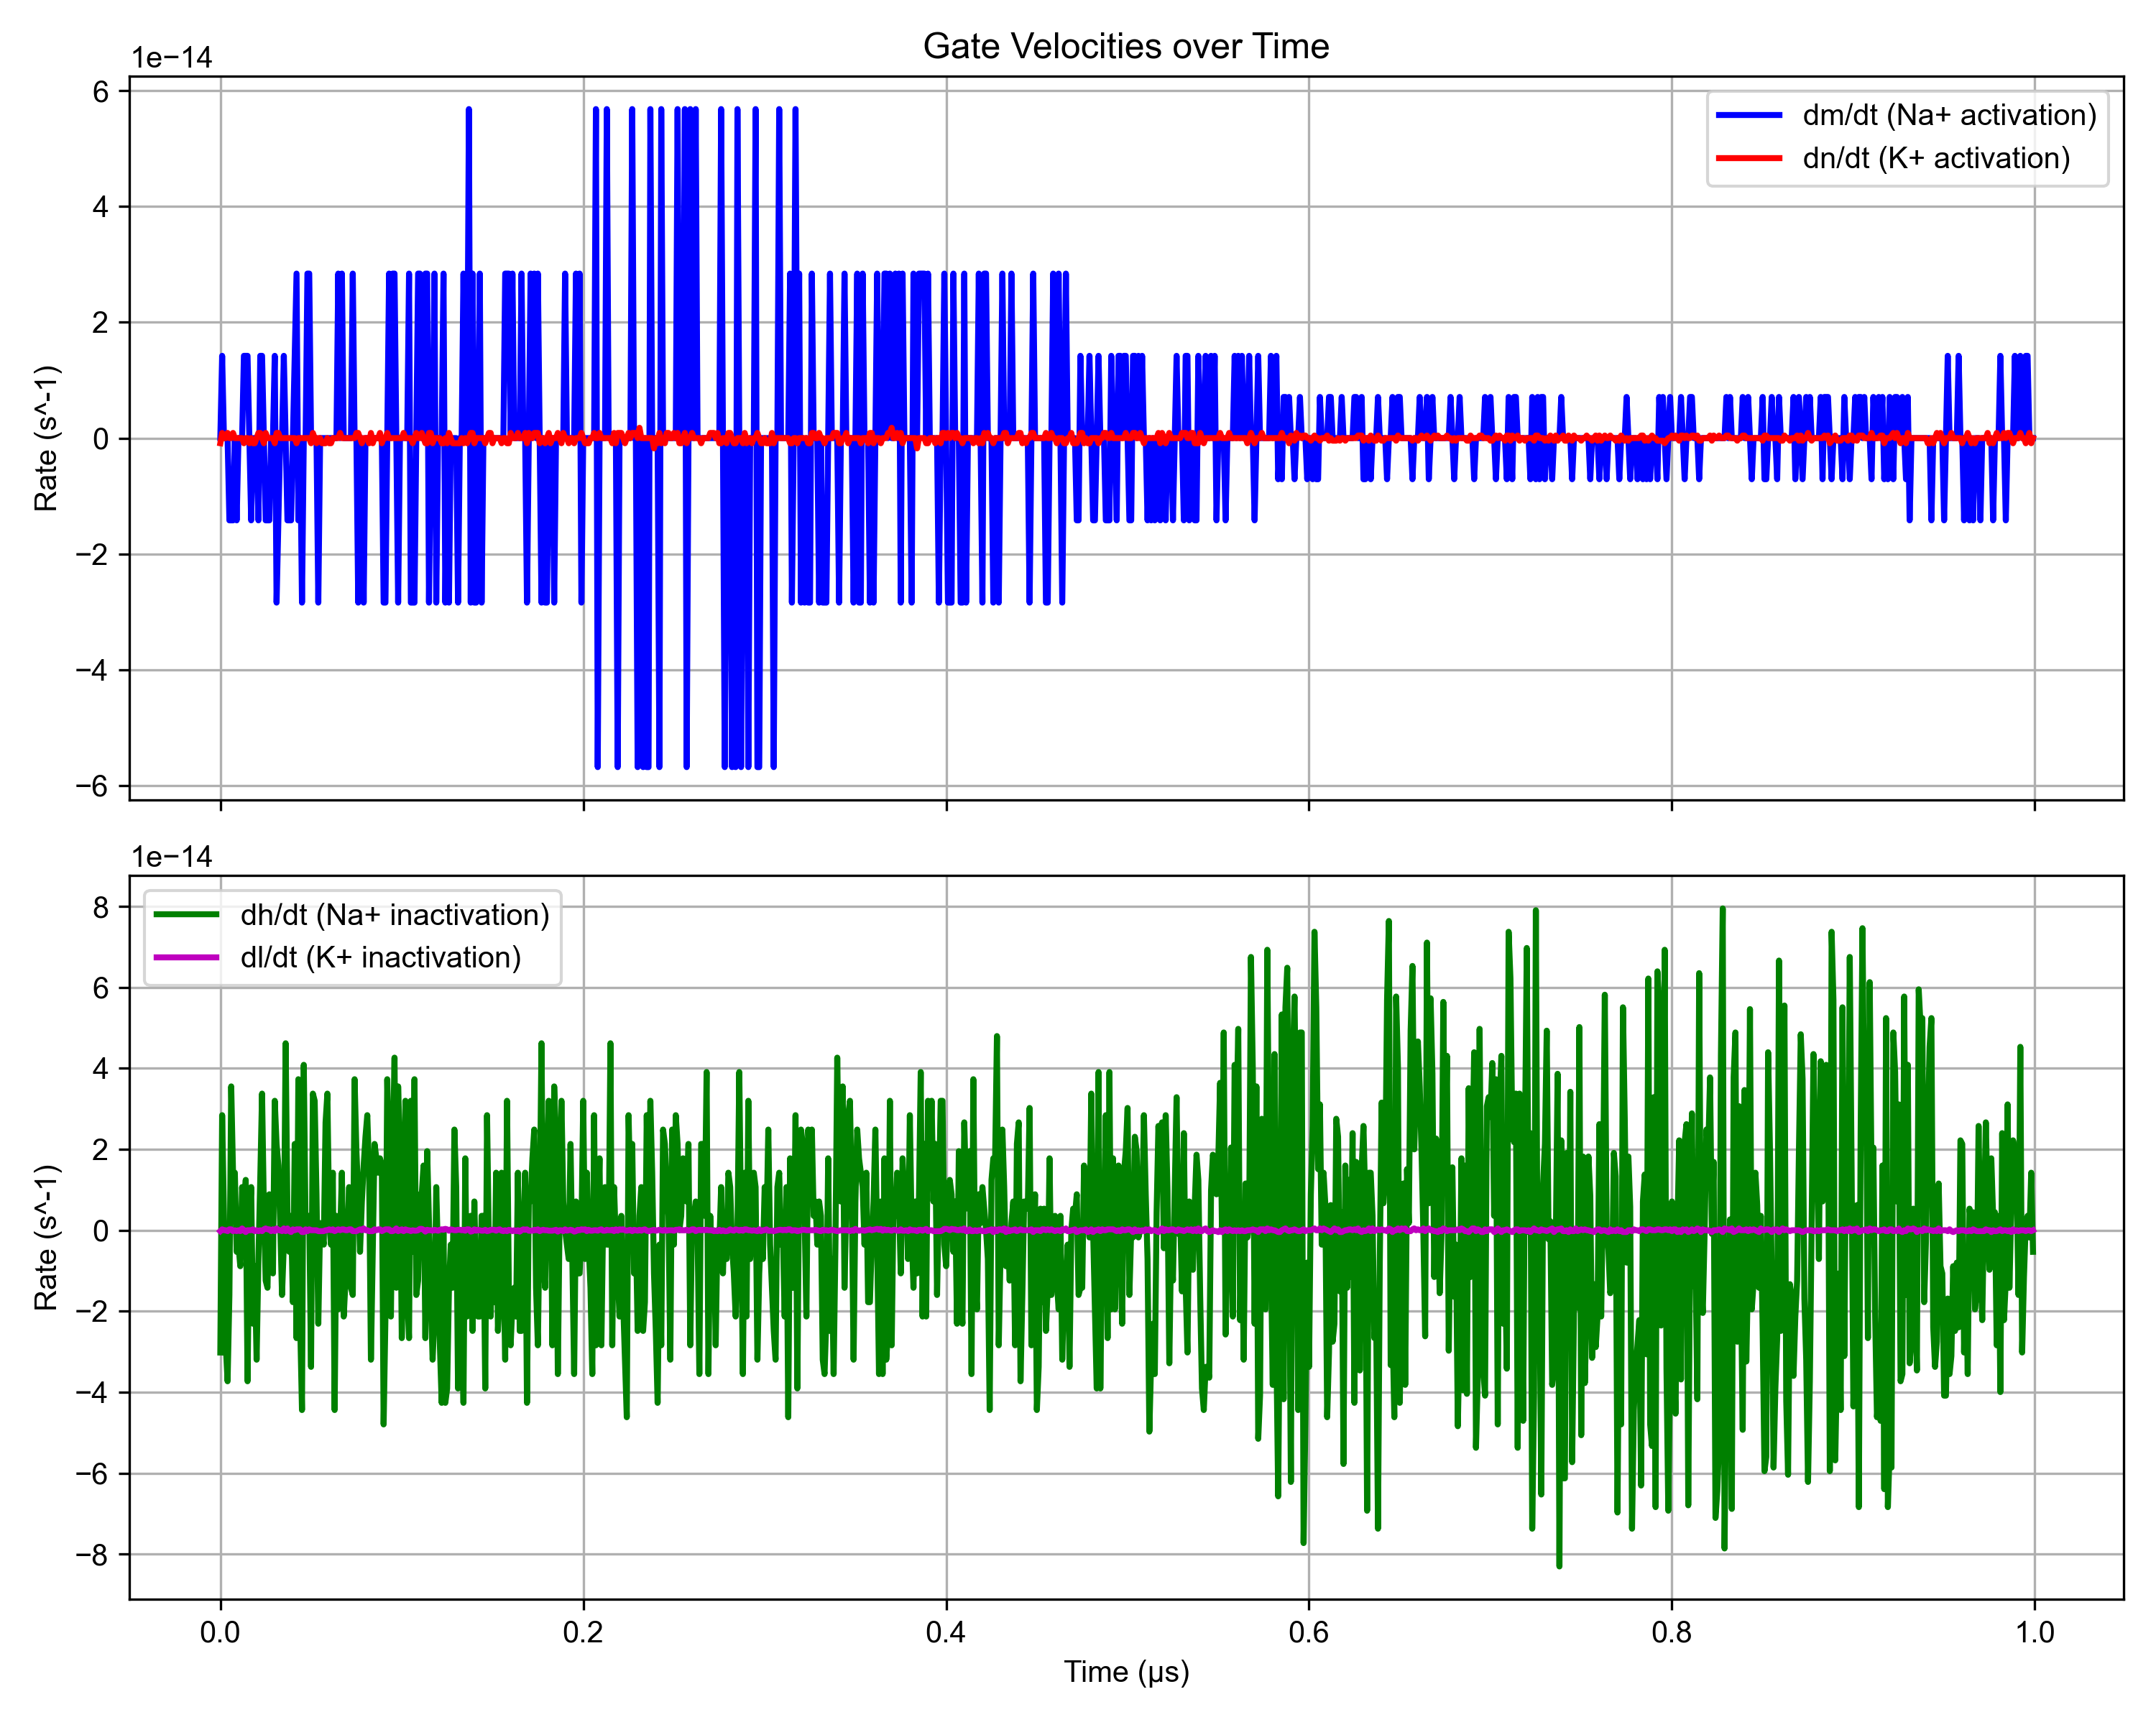 Gate Velocities over Time
1e−14
6
4
2
0
−2
−4
−6
Rate (s^-1)
dm/dt (Na+ activation)
dn/dt (K+ activation)
1e−14
8
6
4
2
0
−2
−4
−6
−8
Rate (s^-1)
dh/dt (Na+ inactivation)
dl/dt (K+ inactivation)
0.0 0.2 0.4 0.6 0.8 1.0
Time (μs)